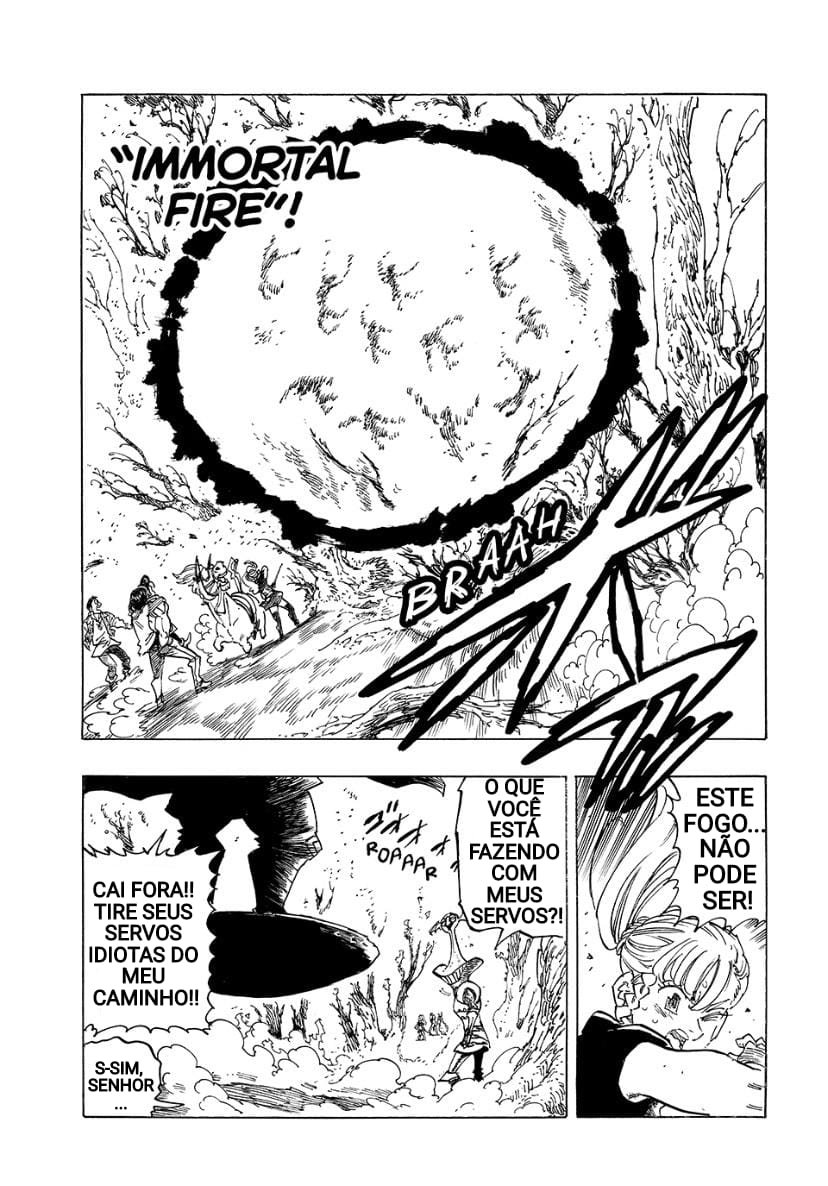 "IMMORTAL
FIRE"!
BRAAH
ESTE
FOGO...
NÃO
PODE
SER!
O QUE
VOCÊ
ESTÁ
FAZENDO
COM
MEUS
SERVOS?!
ROAAAR
CAI FORA!!
TIRE SEUS
SERVOS
IDIOTAS DO
MEU
CAMINHO!!
S-SIM,
SENHOR
...